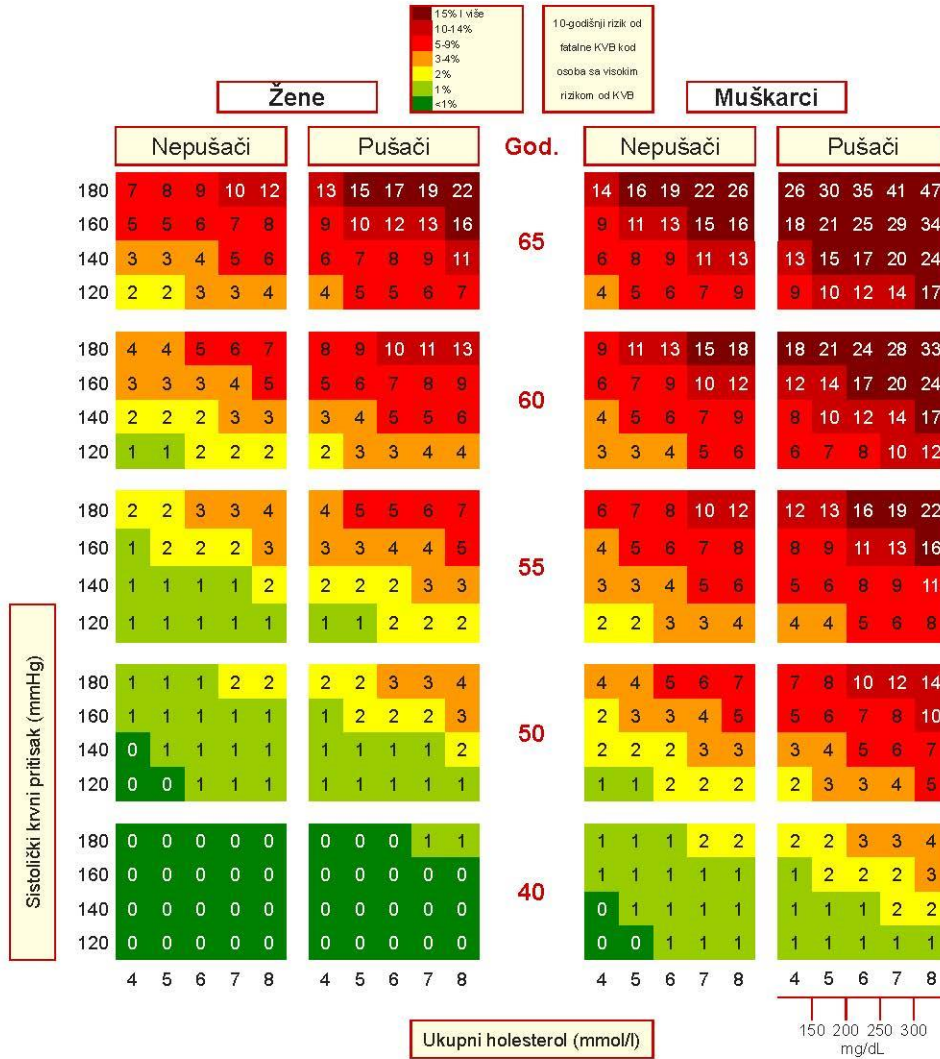 15% I više
10-14%
5-9%
3-4%
2%
1%
<1%
10-godišnji rizik od
fatalne KVB kod
osoba sa visokim
rizikom od KVB
Žene
Muškarci
Nepušači Pušači God. Nepušači Pušači
180 7 8 9 10 12 13 15 17 19 22 14 16 19 22 26 26 30 35 41 47
160 5 5 6 7 8 9 10 12 13 16 9 11 13 15 16 18 21 25 29 34
65
140 3 3 4 5 6 6 7 8 9 11 6 8 9 11 13 13 15 17 20 24
120 2 2 3 3 4 4 5 5 6 7 4 5 6 7 9 9 10 12 14 17
180 4 4 5 6 7 8 9 10 11 13 9 11 13 15 18 18 21 24 28 33
160 3 3 3 4 5 5 6 7 8 9 6 7 9 10 12 12 14 17 20 24
60
140 2 2 2 3 3 3 4 5 5 6 4 5 6 7 9 8 10 12 14 17
120 1 1 2 2 2 2 3 3 4 4 3 3 4 5 6 6 7 8 10 12
180 2 2 3 3 4 4 5 5 6 7 6 7 8 10 12 12 13 16 19 22
160 1 2 2 2 3 3 3 4 4 5 4 5 6 7 8 8 9 11 13 16
55
140 1 1 1 1 2 2 2 2 3 3 3 3 4 5 6 5 6 8 9 11
120 1 1 1 1 1 1 1 2 2 2 2 2 3 3 4 4 4 5 6 8
180 1 1 1 2 2 2 2 3 3 4 4 4 5 6 7 7 8 10 12 14
160 1 1 1 1 1 1 2 2 2 3 2 3 3 4 5 5 6 7 8 10
50
140 0 1 1 1 1 1 1 1 1 2 2 2 2 3 3 3 4 5 6 7
120 0 0 1 1 1 1 1 1 1 1 1 1 2 2 2 2 3 3 4 5
180 0 0 0 0 0 0 0 0 1 1 1 1 1 2 2 2 2 3 3 4
160 0 0 0 0 0 0 0 0 0 0 1 1 1 1 1 1 2 2 2 3
40
140 0 0 0 0 0 0 0 0 0 0 0 1 1 1 1 1 1 1 2 2
120 0 0 0 0 0 0 0 0 0 0 0 0 1 1 1 1 1 1 1 1
4 5 6 7 8 4 5 6 7 8 4 5 6 7 8 4 5 6 7 8
Sistolički krvni pritisak (mmHg)
Ukupni holesterol (mmol/l)
150 200 250 300
mg/dL